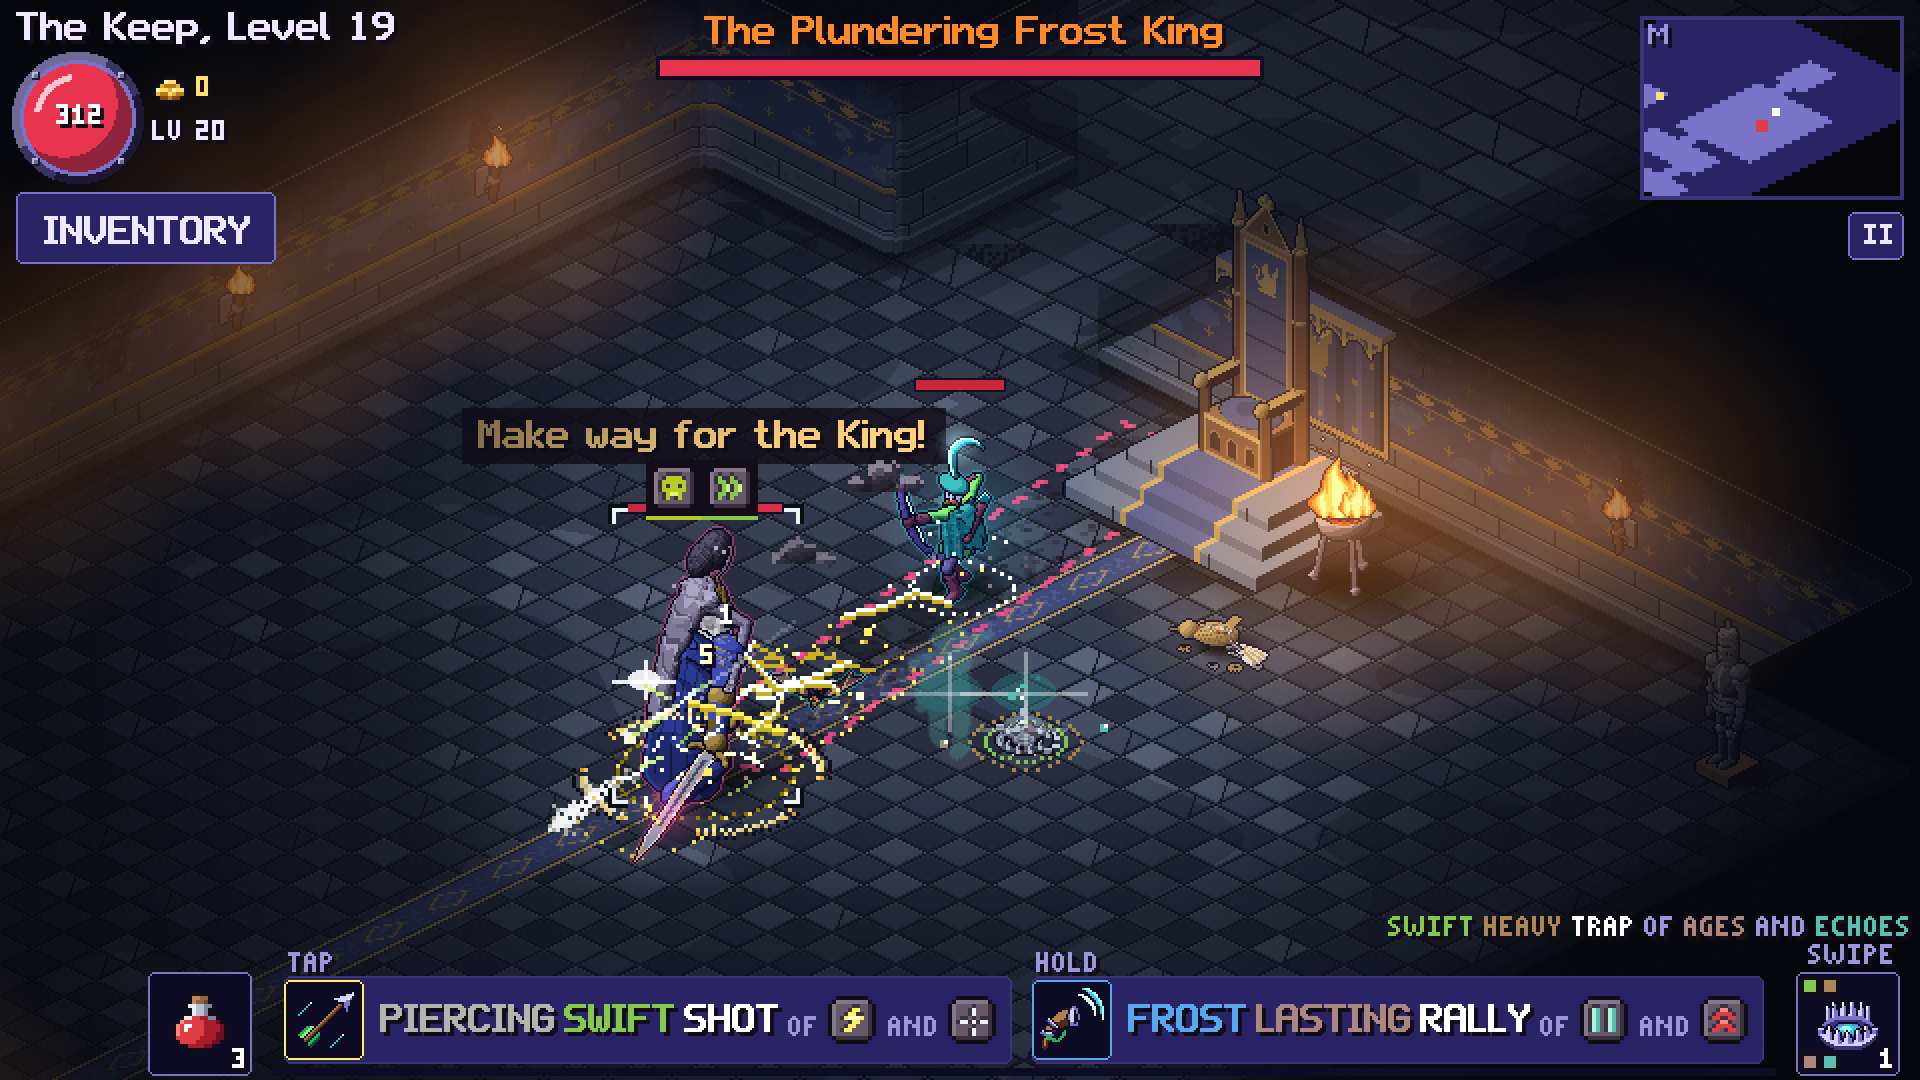 The Keep, Level 19
The Plundering Frost King
M
312
0
LV 20
INVENTORY
II
Make way for the King!
1
5
SWIFT HEAVY TRAP OF AGES AND ECHOES
TAP
HOLD
SWIPE
3
PIERCING SWIFT SHOT OF AND
FROST LASTING RALLY OF AND
1